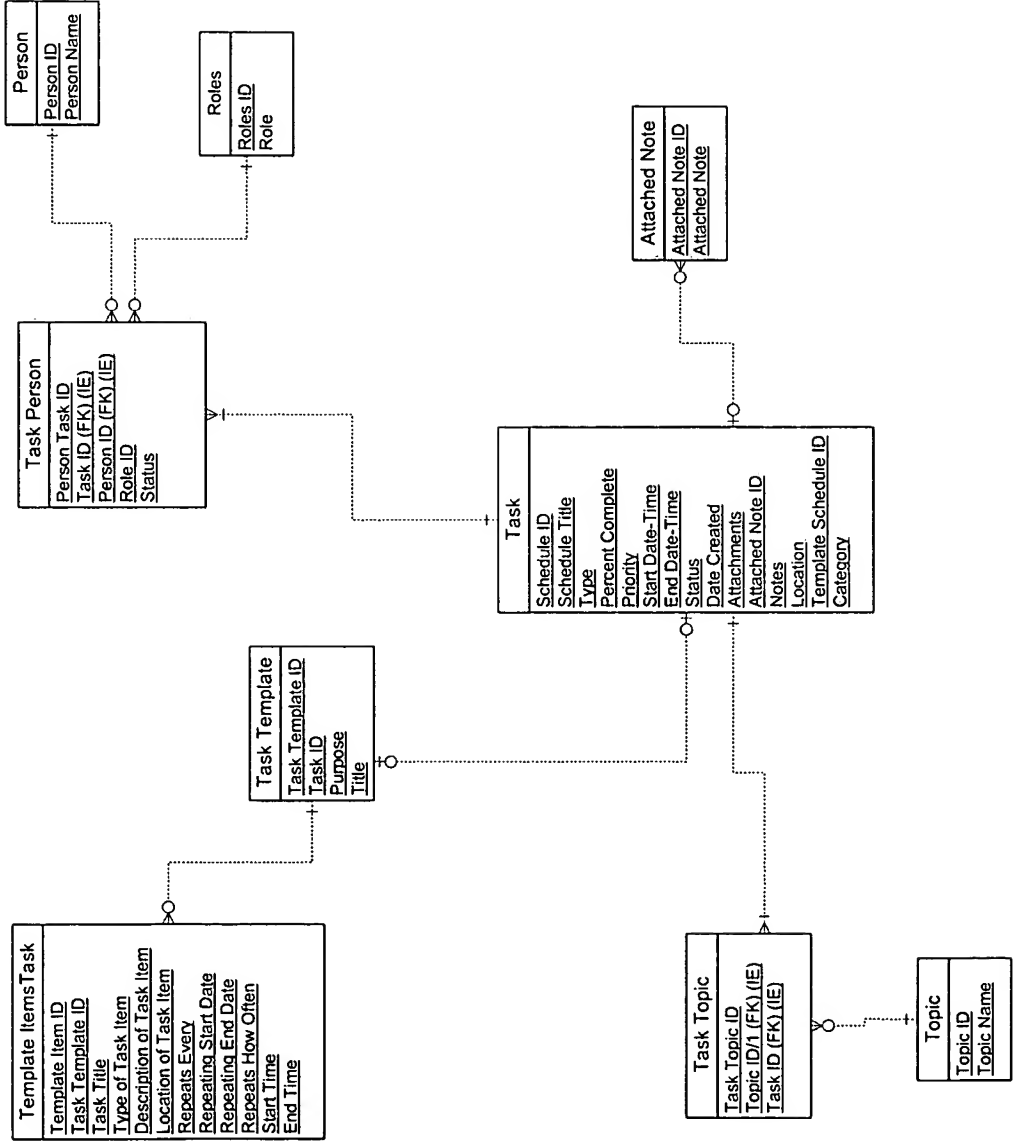 Template ItemsTask
Template Item ID
Task Template ID
Task Title
Type of Task Item
Description of Task Item
Location of Task Item
Repeats Every
Repeating Start Date
Repeating End Date
Repeats How Often
Start Time
End Time
Task Template
Task Template ID
Task ID
Purpose
Title
Task Person
Person Task ID
Task ID (FK) (IE)
Person ID (FK) (IE)
Role ID
Status
Person
Person ID
Person Name
Roles
Roles ID
Role
Task
Schedule ID
Schedule Title
Type
Percent Complete
Priority
Start Date-Time
End Date-Time
Status
Date Created
Attachments
Attached Note ID
Notes
Location
Template Schedule ID
Category
Attached Note
Attached Note ID
Attached Note
Task Topic
Task Topic ID
Topic ID/1 (FK) (IE)
Task ID (FK) (IE)
Topic
Topic ID
Topic Name